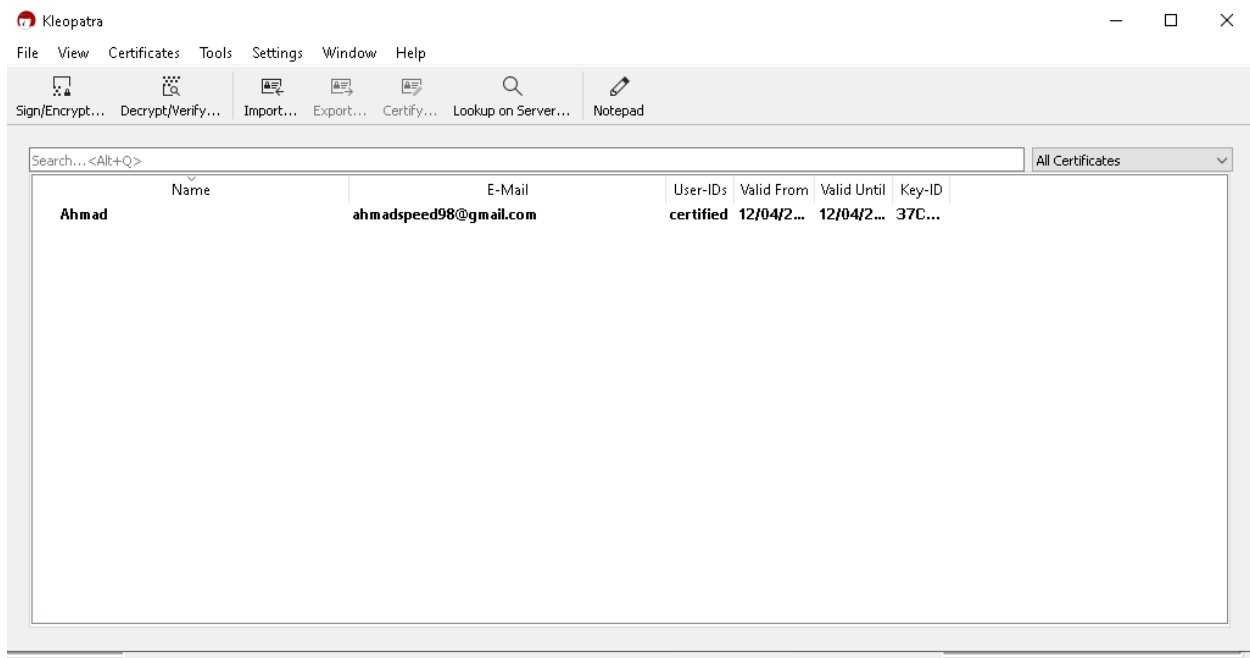 Kleopatra
File View Certificates Tools Settings Window Help
Sign/Encrypt... Decrypt/Verify... Import... Export... Certify... Lookup on Server... Notepad
Search...<Alt+Q> All Certificates
Name E-Mail User-IDs Valid From Valid Until Key-ID
Ahmad ahmadspeed98@gmail.com certified 12/04/2... 12/04/2... 37C...